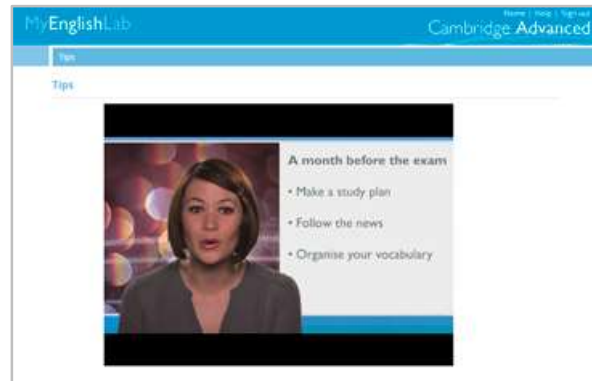 MyEnglishLab
Home | Help | Sign out
Cambridge Advanced
Tips
Tips
A month before the exam
• Make a study plan
• Follow the news
• Organise your vocabulary